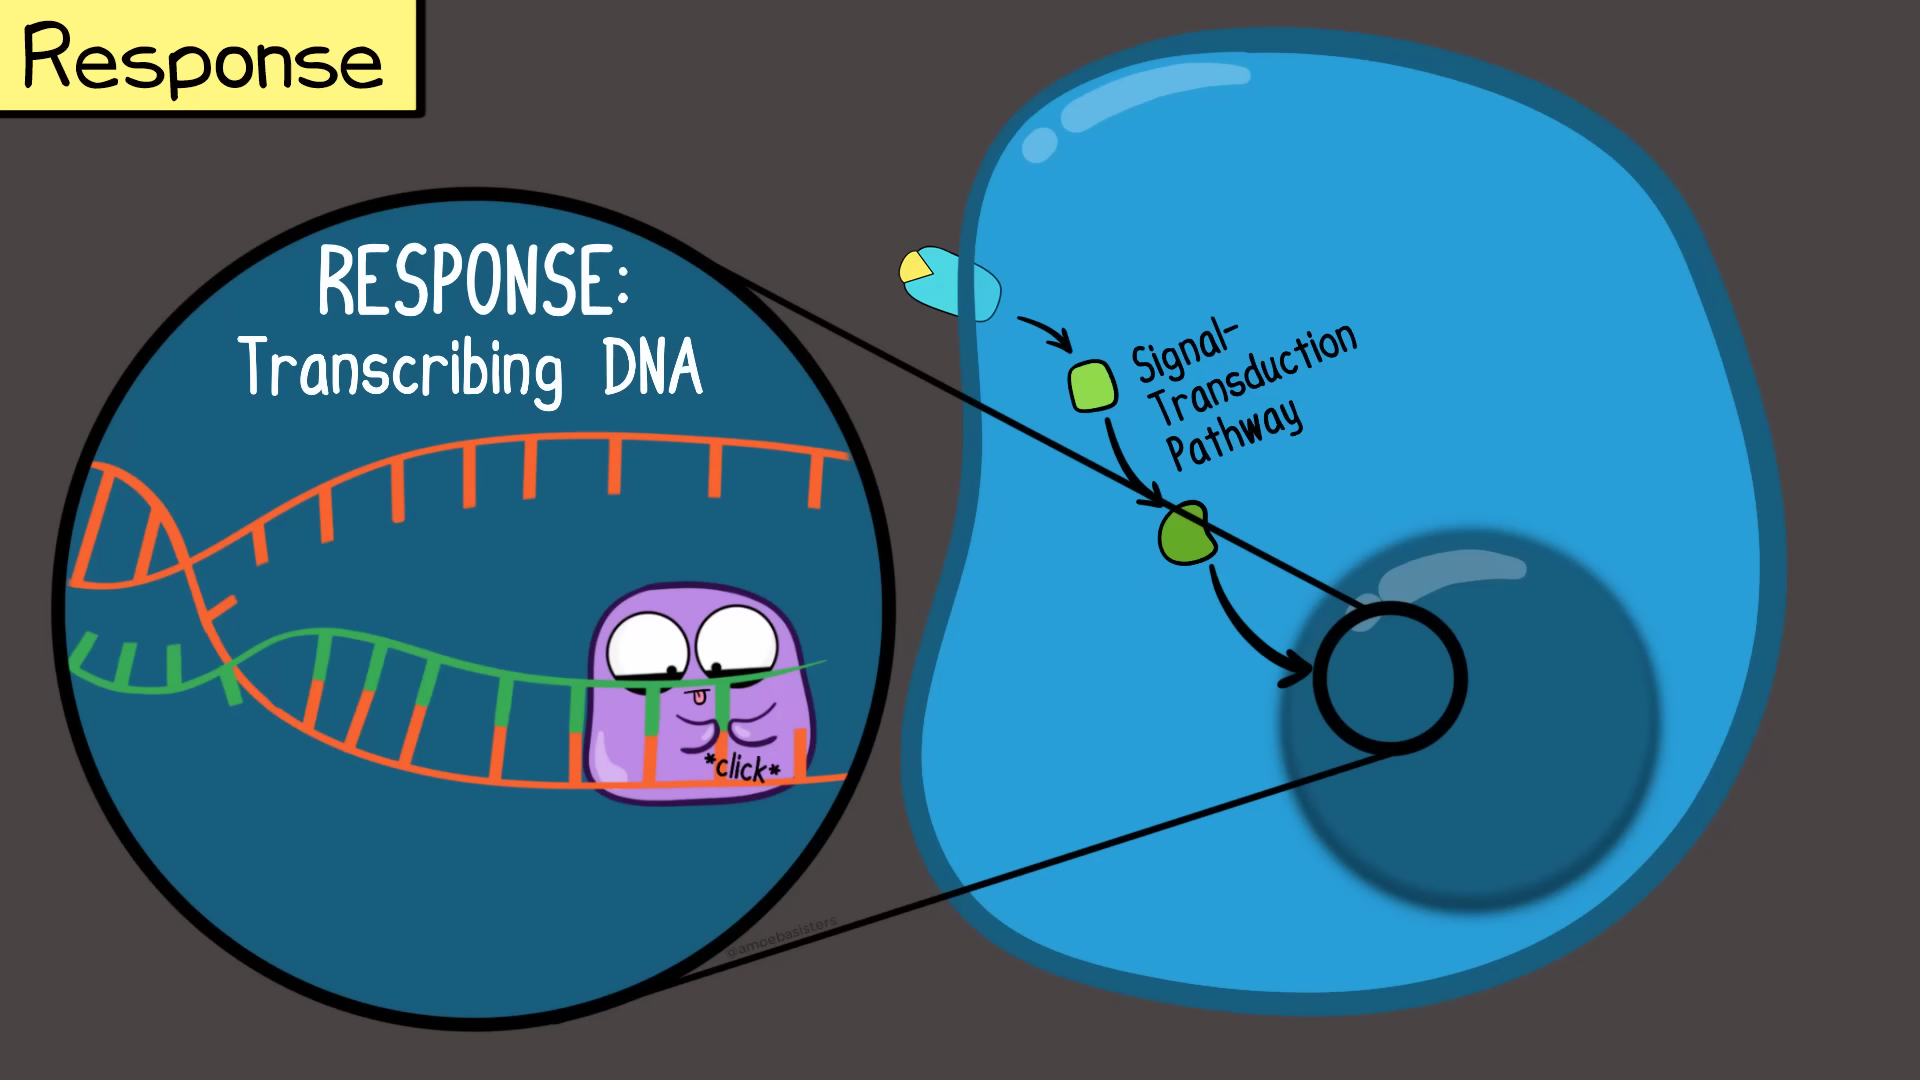 Response
RESPONSE:
Transcribing DNA
*click*
@amoebasisters
Signal-
Transduction
Pathway